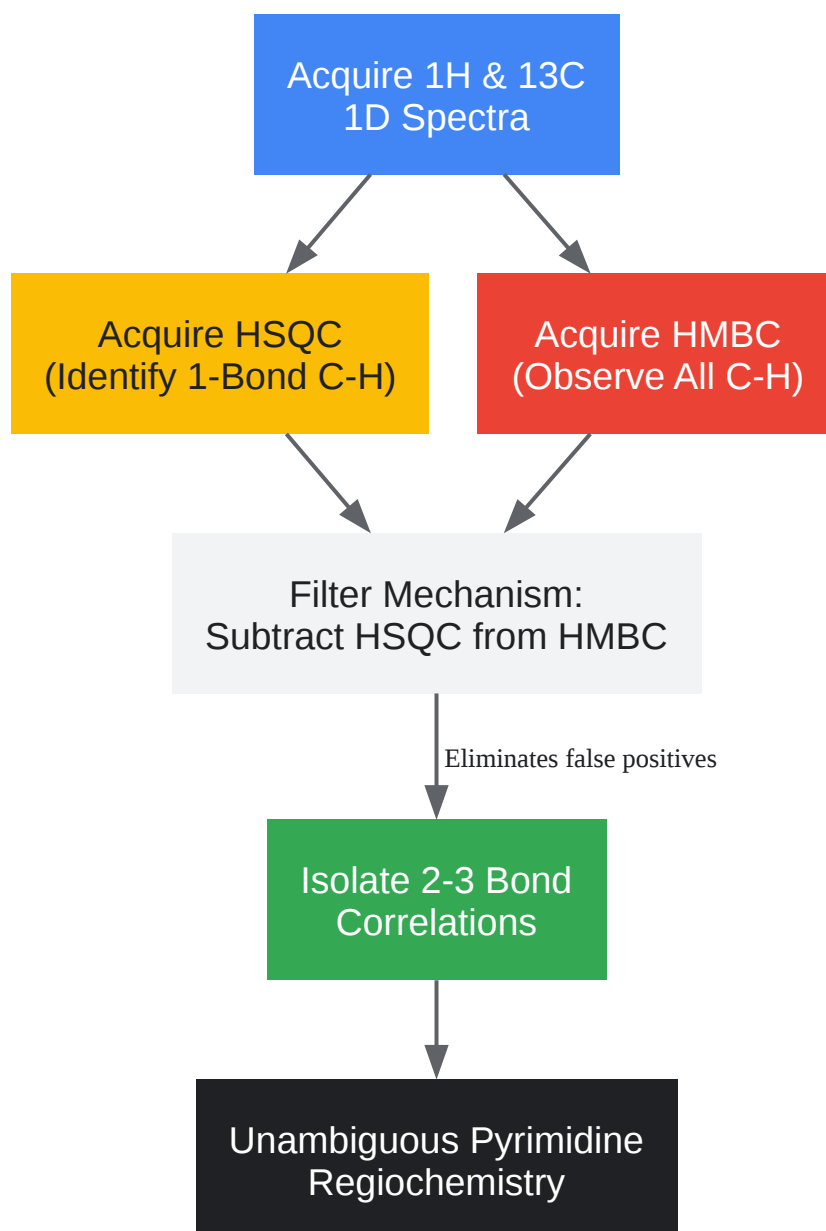 Acquire 1H & 13C
1D Spectra
Acquire HSQC
(Identify 1-Bond C-H)
Acquire HMBC
(Observe All C-H)
Filter Mechanism:
Subtract HSQC from HMBC
Eliminates false positives
Isolate 2-3 Bond
Correlations
Unambiguous Pyrimidine
Regiochemistry